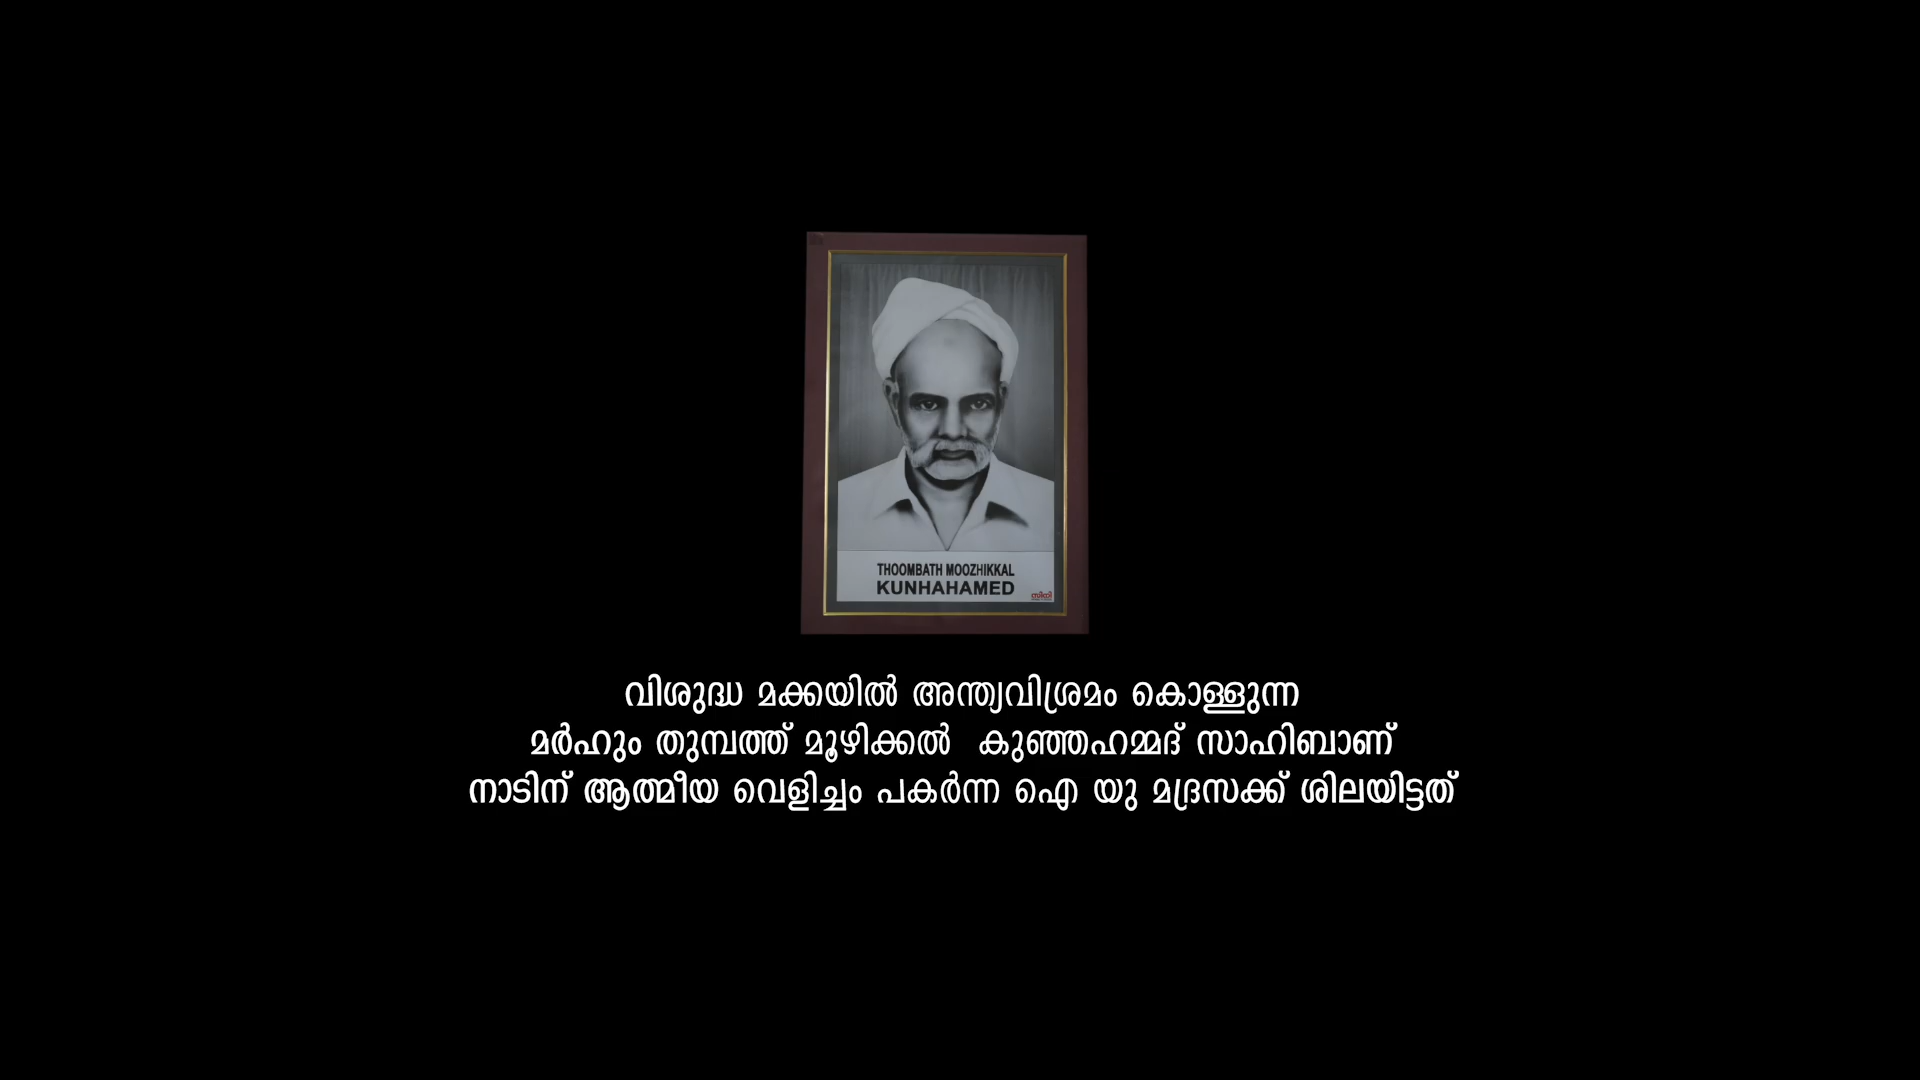 THOOMBATH MOOZHIKKAL
KUNHAHAMED
വിശുദ്ധ മക്കയിൽ അന്ത്യവിശ്രമം കൊള്ളുന്ന
മർഹും തുമ്പത്ത് മൂഴിക്കൽ കുഞ്ഞഹമ്മദ് സാഹിബാണ്
നാടിന് ആത്മീയ വെളിച്ചം പകർന്ന ഐ യു മദ്രസക്ക് ശിലയിട്ടത്